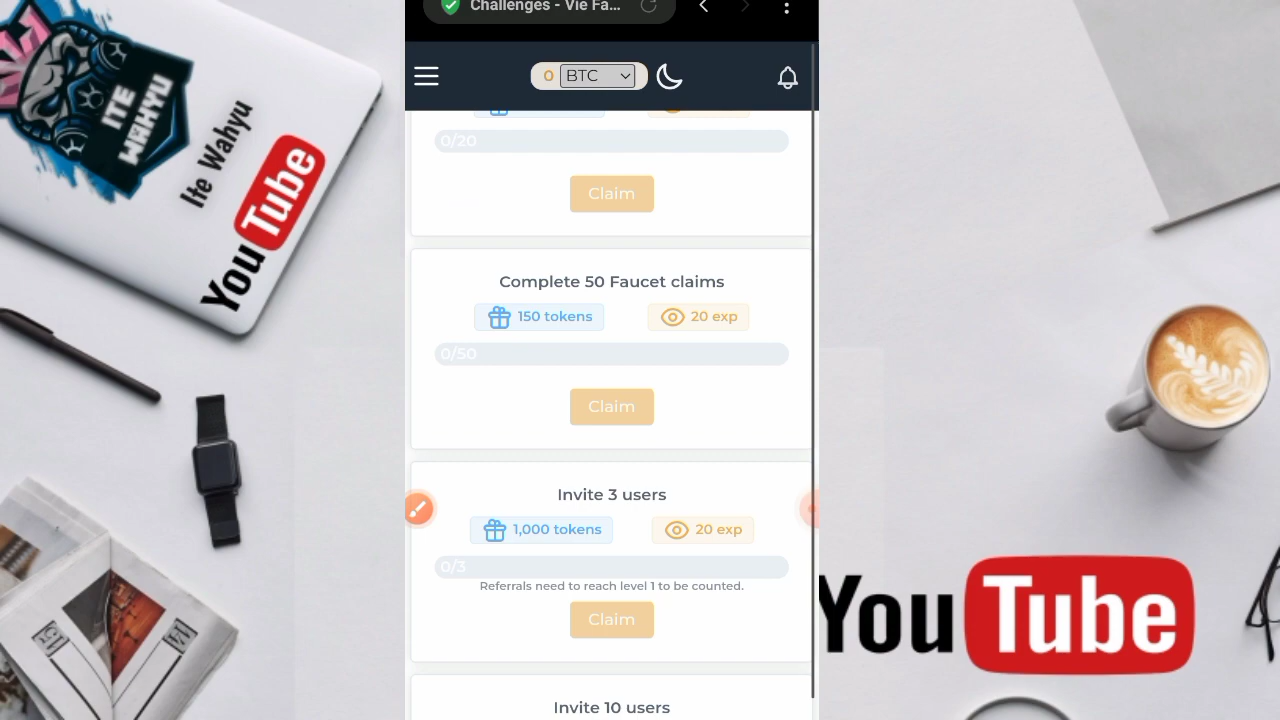 Challenges - Vie Fa...
0 BTC
0/20
Claim
Complete 50 Faucet claims
150 tokens 20 exp
0/50
Claim
Invite 3 users
1,000 tokens 20 exp
0/3
Referrals need to reach level 1 to be counted.
Claim
Invite 10 users
ITE
WAHYU
Ite Wahyu
YouTube
YouTube